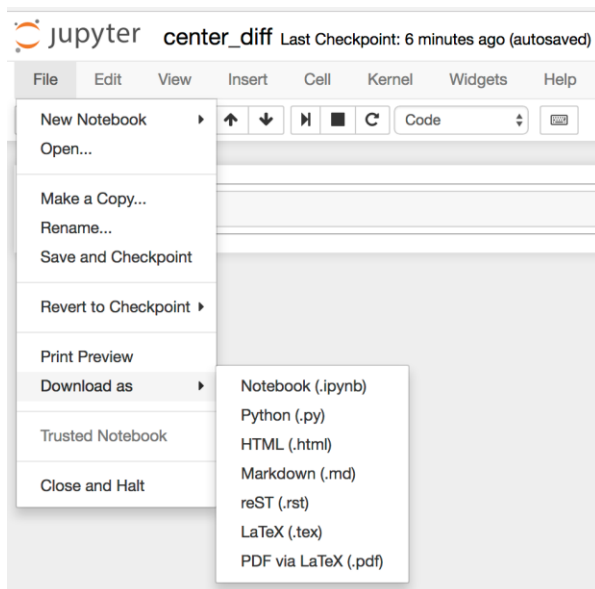 jupyter center_diff Last Checkpoint: 6 minutes ago (autosaved)
File Edit View Insert Cell Kernel Widgets Help
New Notebook
Code
Open...
Make a Copy...
Rename...
Save and Checkpoint
Revert to Checkpoint
Print Preview
Download as
Trusted Notebook
Close and Halt
Notebook (.ipynb)
Python (.py)
HTML (.html)
Markdown (.md)
reST (.rst)
LaTeX (.tex)
PDF via LaTeX (.pdf)